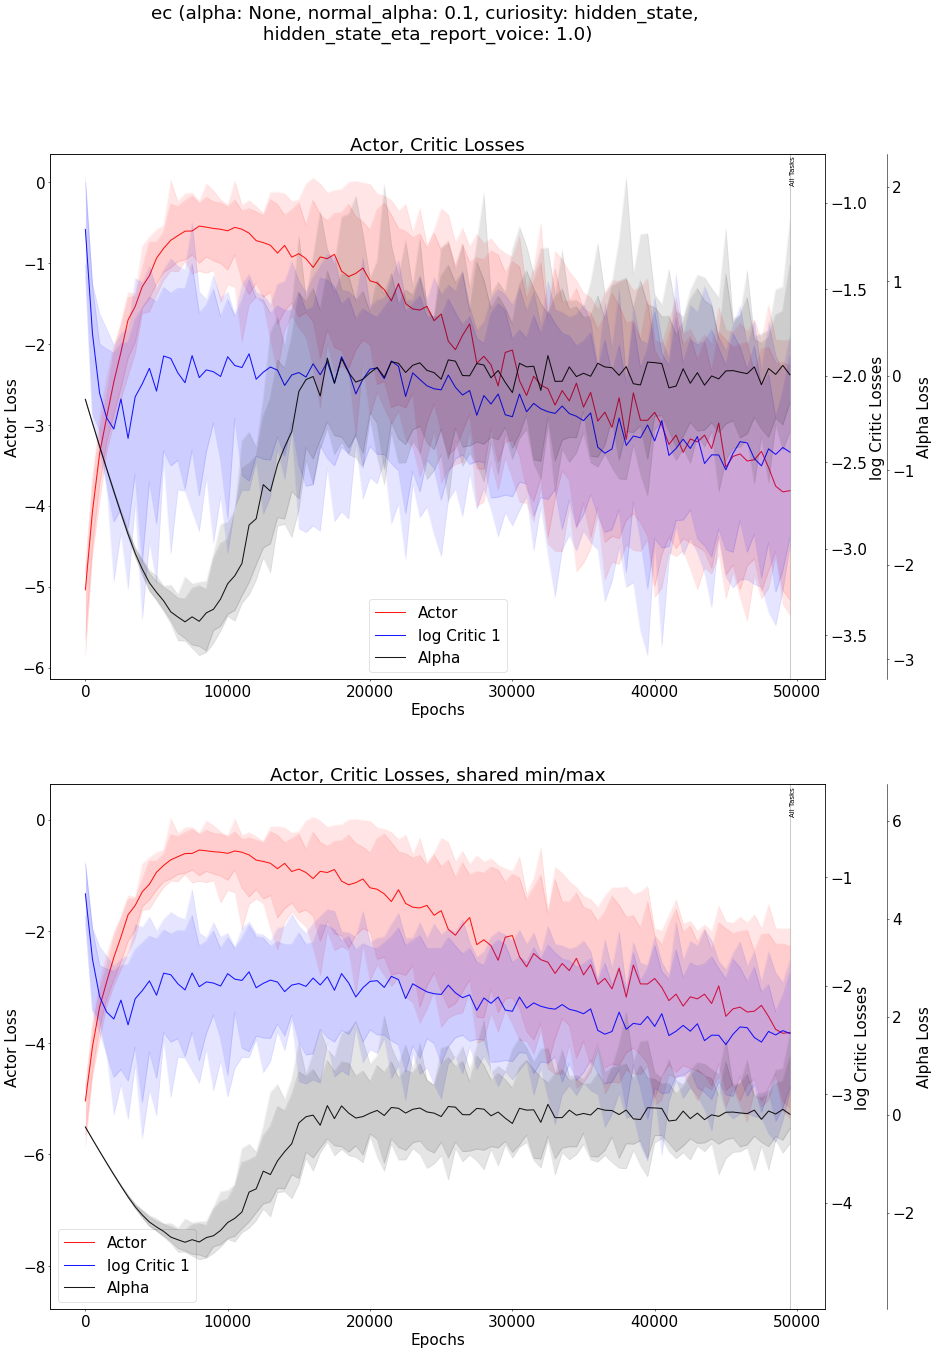 ec (alpha: None, normal_alpha: 0.1, curiosity: hidden_state,
hidden_state_eta_report_voice: 1.0)
Actor, Critic Losses
All Tasks
0
−1
−2
−3
−4
−5
−6
Actor Loss
−1.0
−1.5
−2.0
−2.5
−3.0
−3.5
log Critic Losses
2
1
0
−1
−2
−3
Alpha Loss
Actor
log Critic 1
Alpha
0 10000 20000 30000 40000 50000
Epochs
Actor, Critic Losses, shared min/max
All Tasks
0
−2
−4
−6
−8
Actor Loss
−1
−2
−3
−4
log Critic Losses
6
4
2
0
−2
Alpha Loss
Actor
log Critic 1
Alpha
0 10000 20000 30000 40000 50000
Epochs